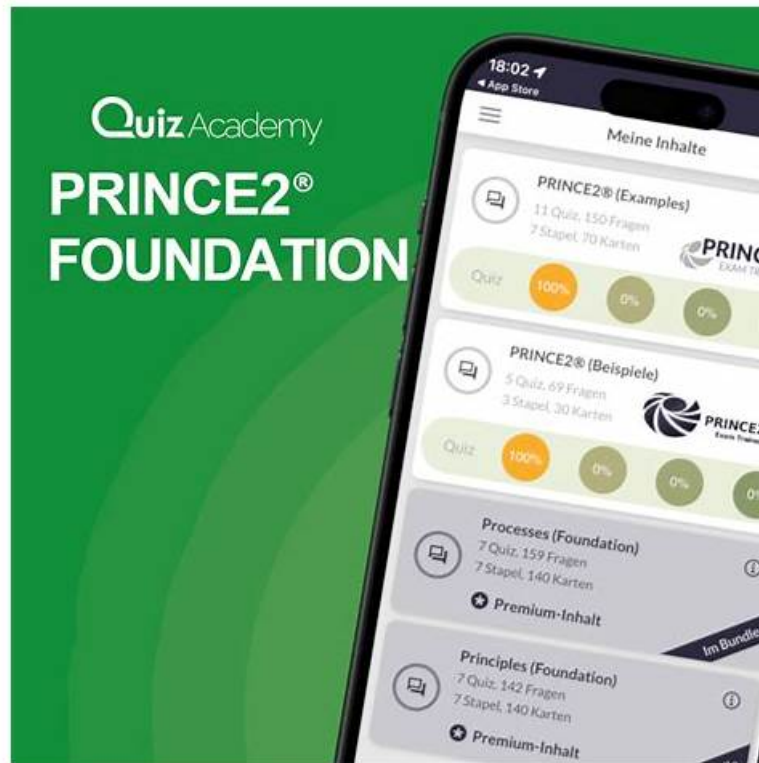 QuizAcademy
PRINCE2®
FOUNDATION
18:02
App Store
Meine Inhalte
PRINCE2® (Examples)
11 Quiz, 150 Fragen
7 Stapel, 70 Karten
Quiz
100%
0%
0%
PRINCE2® (Beispiele)
5 Quiz, 69 Fragen
3 Stapel, 30 Karten
PRINCE2
Quiz
100%
0%
0%
0%
Processes (Foundation)
7 Quiz, 159 Fragen
7 Stapel, 140 Karten
Premium-Inhalt
Im Bundle
Principles (Foundation)
7 Quiz, 142 Fragen
7 Stapel, 140 Karten
Premium-Inhalt